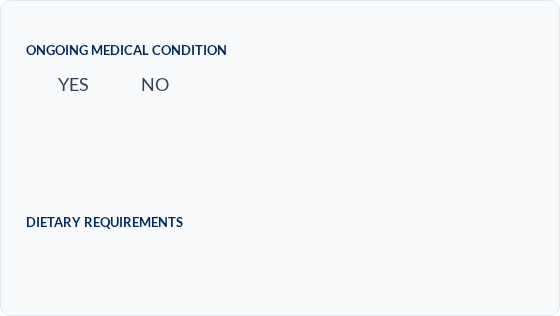 ONGOING MEDICAL CONDITION
YES NO
DIETARY REQUIREMENTS